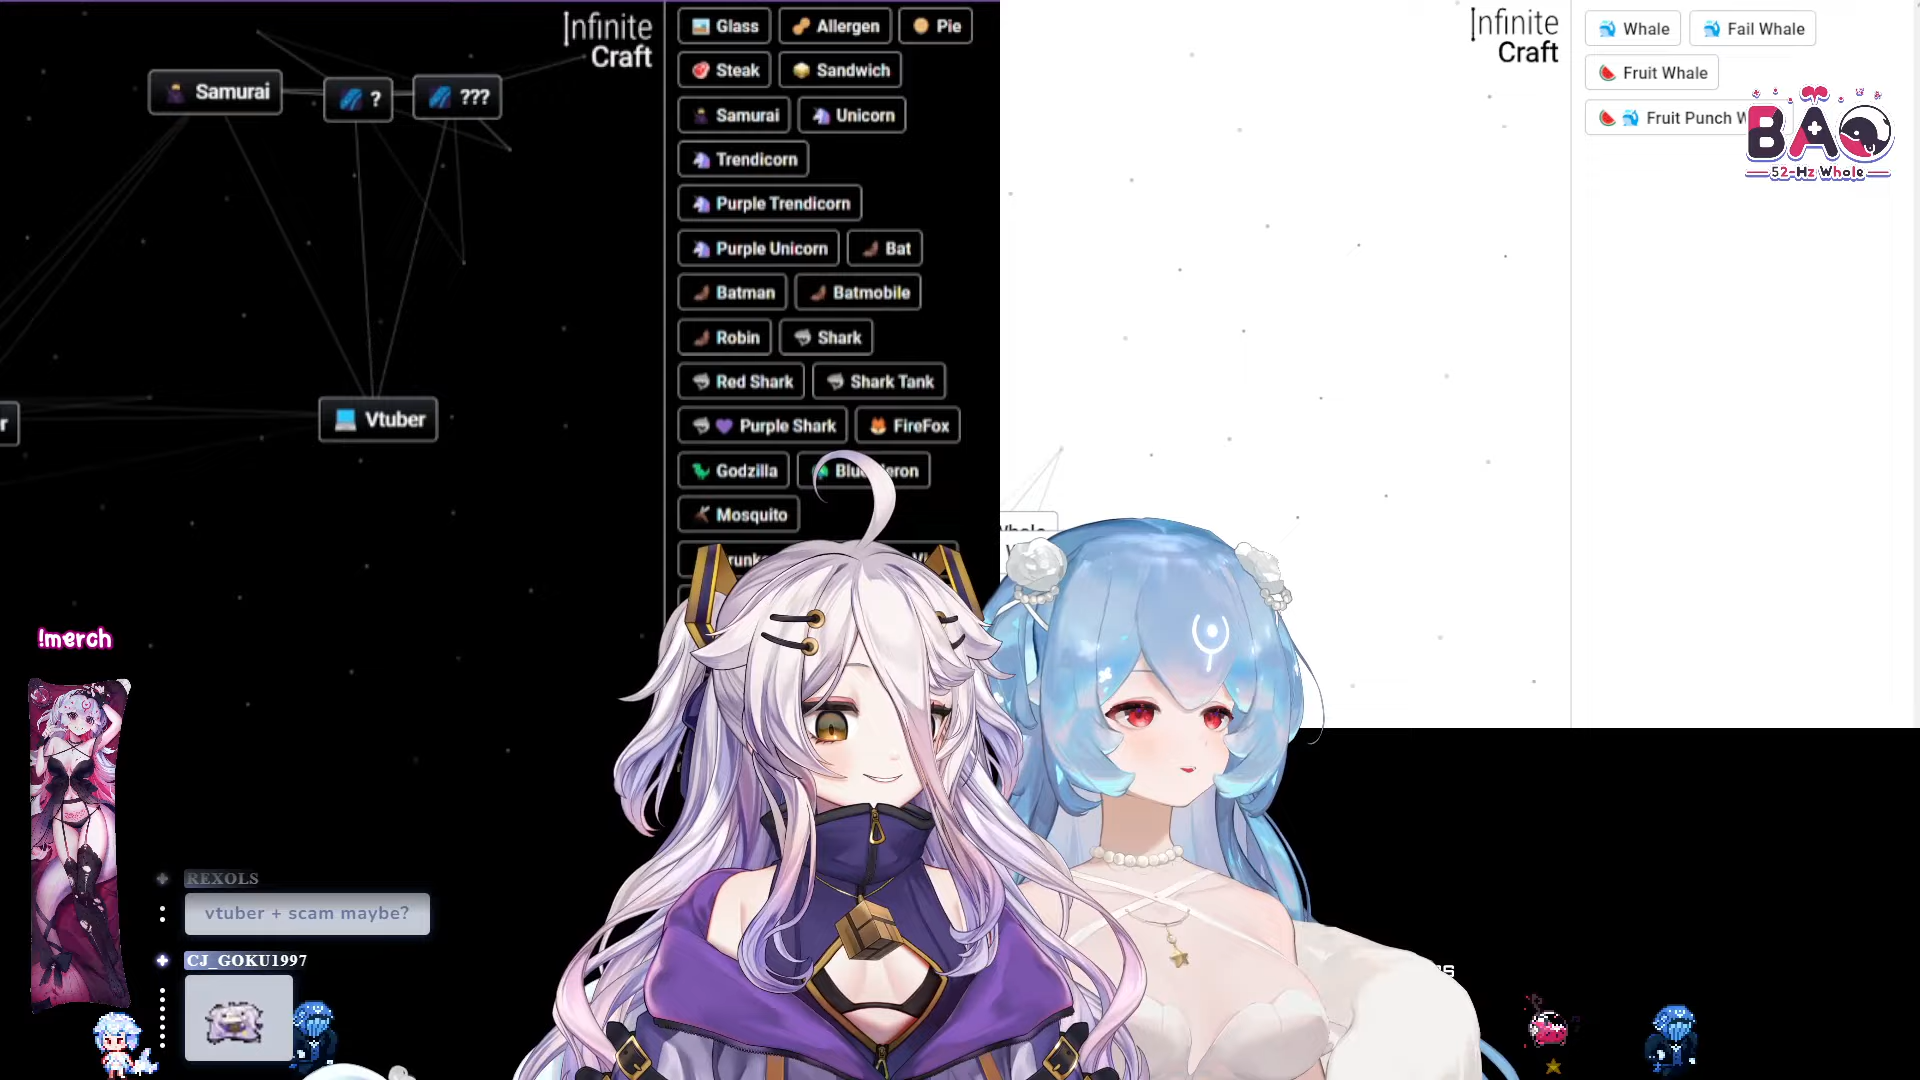 Infinite
Craft
Samurai
?
???
Vtuber
r
Glass
Allergen
Pie
Steak
Sandwich
Samurai
Unicorn
Trendicorn
Purple Trendicorn
Purple Unicorn
Bat
Batman
Batmobile
Robin
Shark
Red Shark
Shark Tank
Purple Shark
FireFox
Godzilla
Mosquito
Infinite
Craft
Whale
Fail Whale
Fruit Whale
Fruit Punch W
BAO
52-Hz Whole
!merch
REXOLS
vtuber + scam maybe?
CJ_GOKU1997